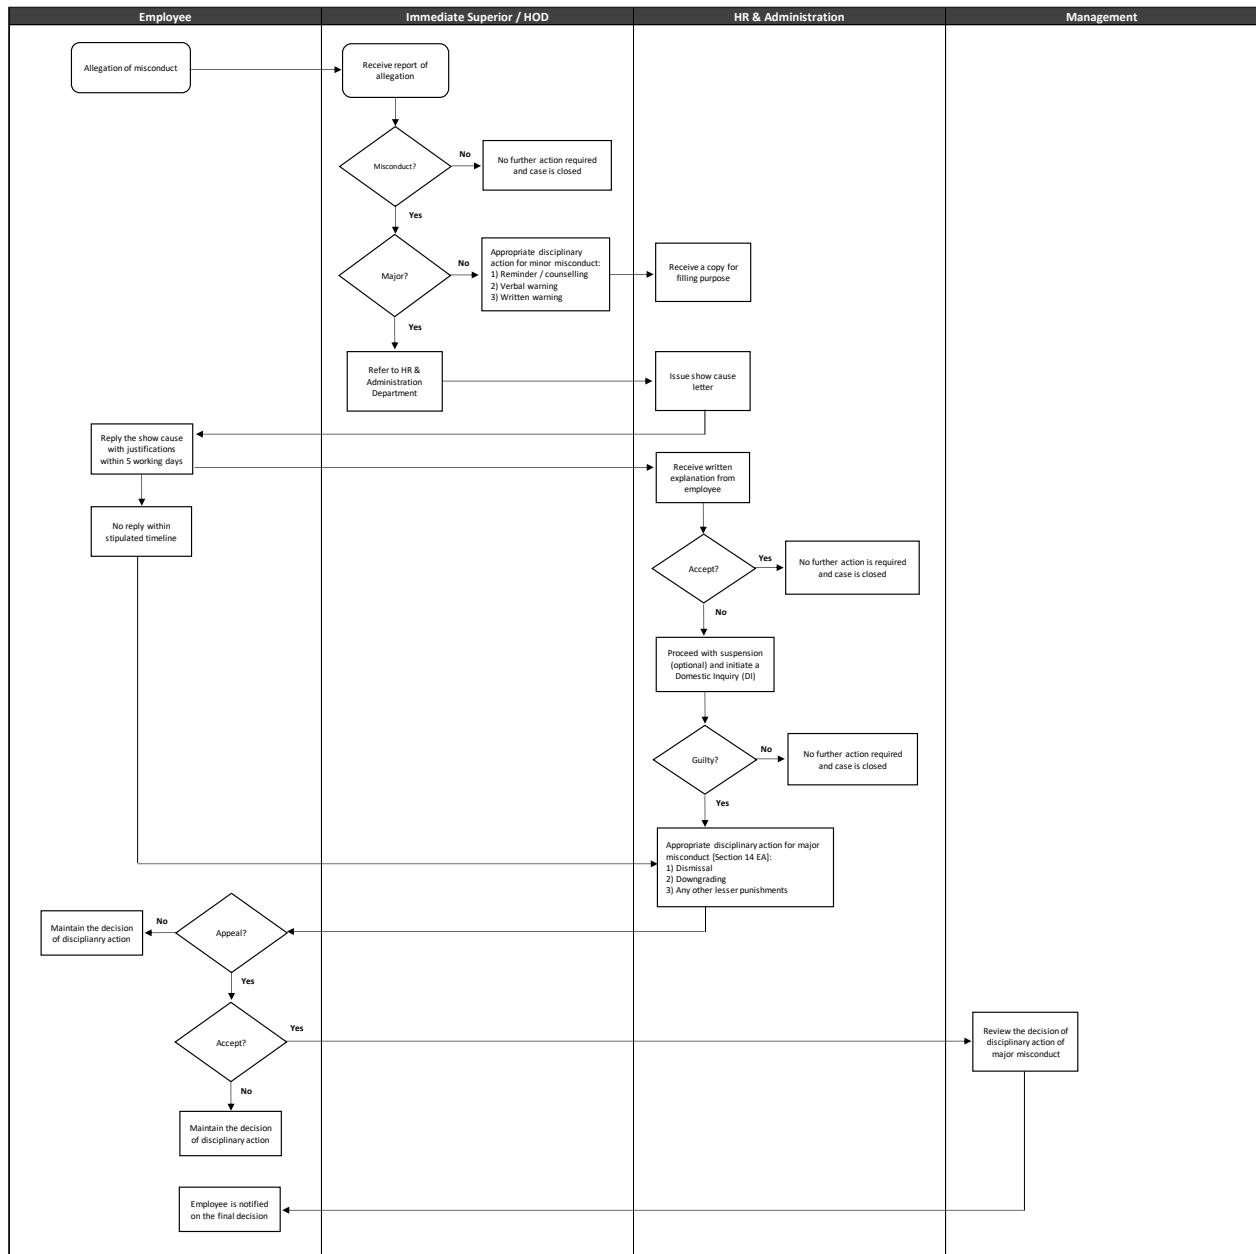 Employee
Immediate Superior / HOD
HR & Administration
Management
Allegation of misconduct
Receive report of
allegation
Misconduct?
No
No further action required
and case is closed
Yes
Major?
No
Appropriate disciplinary
action for minor misconduct:
1) Reminder / counselling
2) Verbal warning
3) Written warning
Receive a copy for
filling purpose
Yes
Refer to HR &
Administration
Department
Issue show cause
letter
Reply the show cause
with justifications
within 5 working days
Receive written
explanation from
employee
No reply within
stipulated timeline
Accept?
Yes
No further action is required
and case is closed
No
Proceed with suspension
(optional) and initiate a
Domestic Inquiry (DI)
Guilty?
No
No further action required
and case is closed
Yes
Appropriate disciplinary action for major
misconduct [Section 14 EA]:
1) Dismissal
2) Downgrading
3) Any other lesser punishments
Appeal?
No
Maintain the decision
of disciplianry action
Yes
Accept?
Yes
Review the decision of
disciplinary action of
major misconduct
No
Maintain the decision
of disciplinary action
Employee is notified
on the final decision